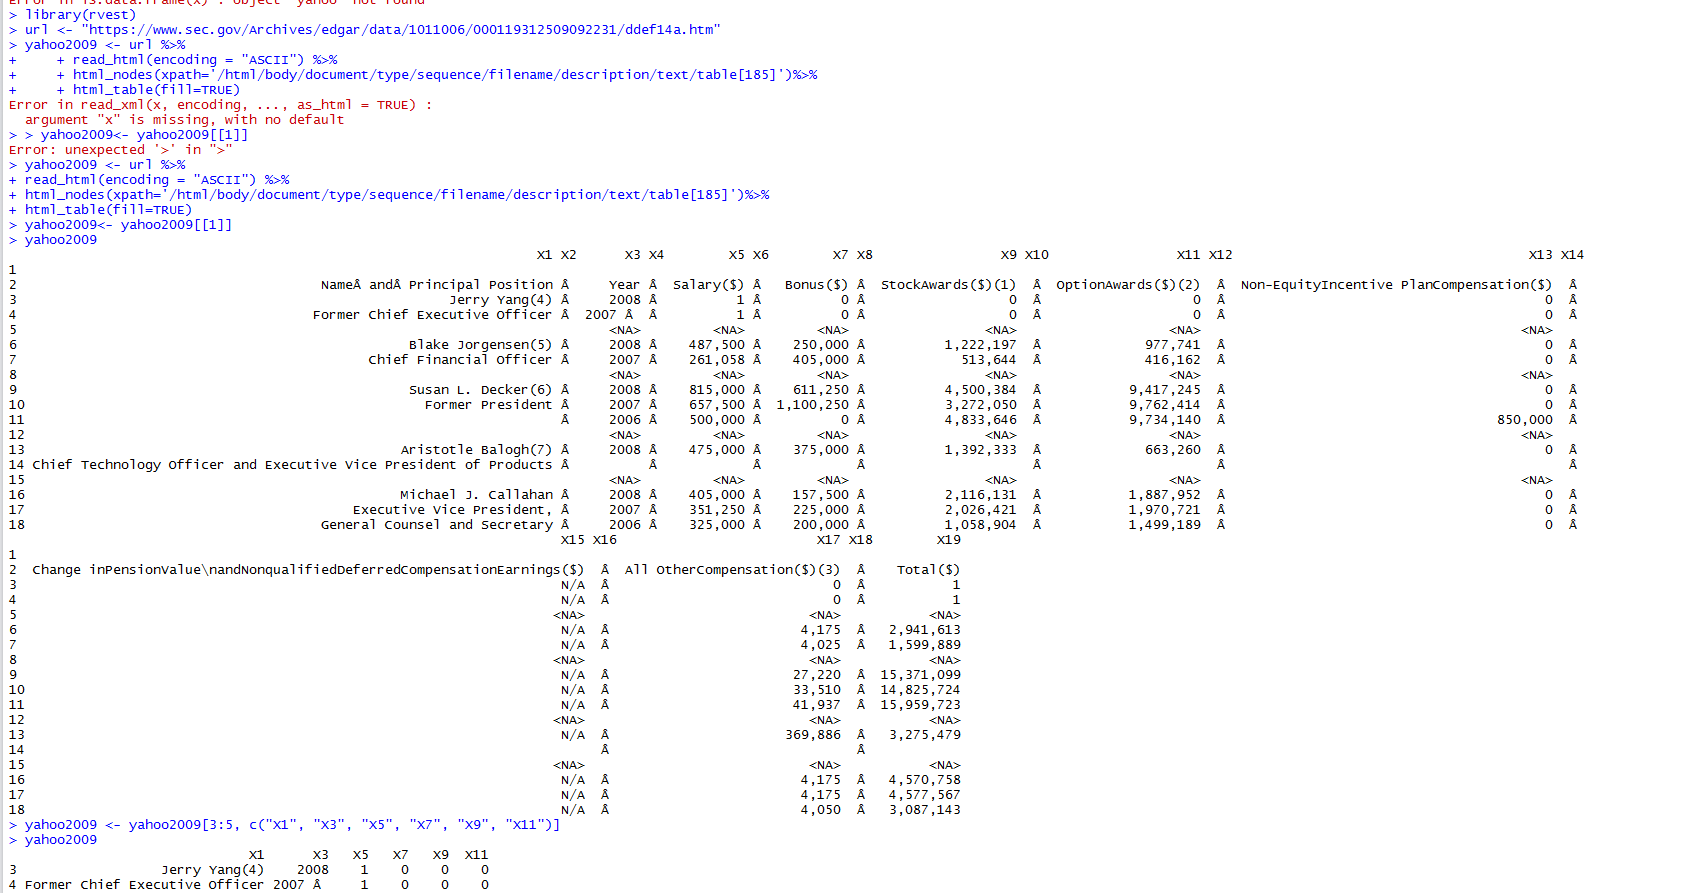 Error in is.data.frame(x) : object 'yahoo' not found
> library(rvest)
> url <- "https://www.sec.gov/Archives/edgar/data/1011006/000119312509092231/ddef14a.htm"
> yahoo2009 <- url %>%
+     + read_html(encoding = "ASCII") %>%
+     + html_nodes(xpath='/html/body/document/type/sequence/filename/description/text/table[185]')%>%
+     + html_table(fill=TRUE)
Error in read_xml(x, encoding, ..., as_html = TRUE) :
  argument "x" is missing, with no default
> > yahoo2009<- yahoo2009[[1]]
Error: unexpected '>' in ">"
> yahoo2009 <- url %>%
+ read_html(encoding = "ASCII") %>%
+ html_nodes(xpath='/html/body/document/type/sequence/filename/description/text/table[185]')%>%
+ html_table(fill=TRUE)
> yahoo2009<- yahoo2009[[1]]
> yahoo2009
X1 X2 X3 X4 X5 X6 X7 X8 X9 X10 X11 X12 X13 X14
1
2 NameÂ andÂ Principal Position Â Year Â Salary($) Â Bonus($) Â StockAwards($)(1) Â OptionAwards($)(2) Â Non-EquityIncentive PlanCompensation($) Â
3 Jerry Yang(4) Â 2008 Â 1 Â 0 Â 0 Â 0 Â 0 Â
4 Former Chief Executive Officer Â 2007 Â Â 1 Â 0 Â 0 Â 0 Â 0 Â
5 <NA> <NA> <NA> <NA> <NA> <NA>
6 Blake Jorgensen(5) Â 2008 Â 487,500 Â 250,000 Â 1,222,197 Â 977,741 Â 0 Â
7 Chief Financial Officer Â 2007 Â 261,058 Â 405,000 Â 513,644 Â 416,162 Â 0 Â
8 <NA> <NA> <NA> <NA> <NA> <NA>
9 Susan L. Decker(6) Â 2008 Â 815,000 Â 611,250 Â 4,500,384 Â 9,417,245 Â 0 Â
10 Former President Â 2007 Â 657,500 Â 1,100,250 Â 3,272,050 Â 9,762,414 Â 0 Â
11 Â 2006 Â 500,000 Â 0 Â 4,833,646 Â 9,734,140 Â 850,000 Â
12 <NA> <NA> <NA> <NA> <NA> <NA>
13 Aristotle Balogh(7) Â 2008 Â 475,000 Â 375,000 Â 1,392,333 Â 663,260 Â 0 Â
14 Chief Technology Officer and Executive Vice President of Products Â Â Â Â Â Â Â
15 <NA> <NA> <NA> <NA> <NA> <NA>
16 Michael J. Callahan Â 2008 Â 405,000 Â 157,500 Â 2,116,131 Â 1,887,952 Â 0 Â
17 Executive Vice President, Â 2007 Â 351,250 Â 225,000 Â 2,026,421 Â 1,970,721 Â 0 Â
18 General Counsel and Secretary Â 2006 Â 325,000 Â 200,000 Â 1,058,904 Â 1,499,189 Â 0 Â
X15 X16 X17 X18 X19
1
2 Change inPensionValue\nandNonqualifiedDeferredCompensationEarnings($) Â All OtherCompensation($)(3) Â Total($)
3 N/A Â 0 Â 1
4 N/A Â 0 Â 1
5 <NA> <NA> <NA>
6 N/A Â 4,175 Â 2,941,613
7 N/A Â 4,025 Â 1,599,889
8 <NA> <NA> <NA>
9 N/A Â 27,220 Â 15,371,099
10 N/A Â 33,510 Â 14,825,724
11 N/A Â 41,937 Â 15,959,723
12 <NA> <NA> <NA>
13 N/A Â 369,886 Â 3,275,479
14 Â Â
15 <NA> <NA> <NA>
16 N/A Â 4,175 Â 4,570,758
17 N/A Â 4,175 Â 4,577,567
18 N/A Â 4,050 Â 3,087,143
> yahoo2009 <- yahoo2009[3:5, c("X1", "X3", "X5", "X7", "X9", "X11")]
> yahoo2009
X1 X3 X5 X7 X9 X11
3 Jerry Yang(4) 2008 1 0 0 0
4 Former Chief Executive Officer 2007 Â 1 0 0 0